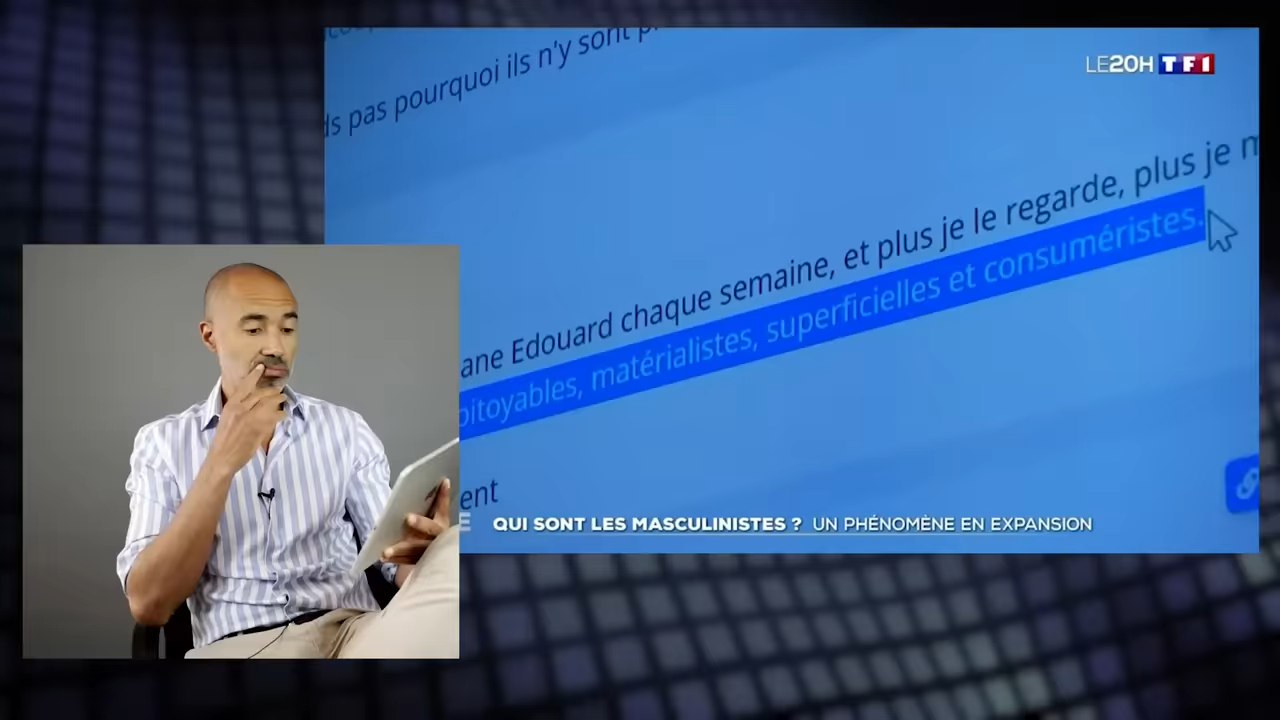 ds pas pourquoi ils n'y sont
LE20H TF1
ane Edouard chaque semaine, et plus je le regarde, plus je
pitoyables, matérialistes, superficielles et consuméristes.
ent
E QUI SONT LES MASCULINISTES ? UN PHÉNOMÈNE EN EXPANSION